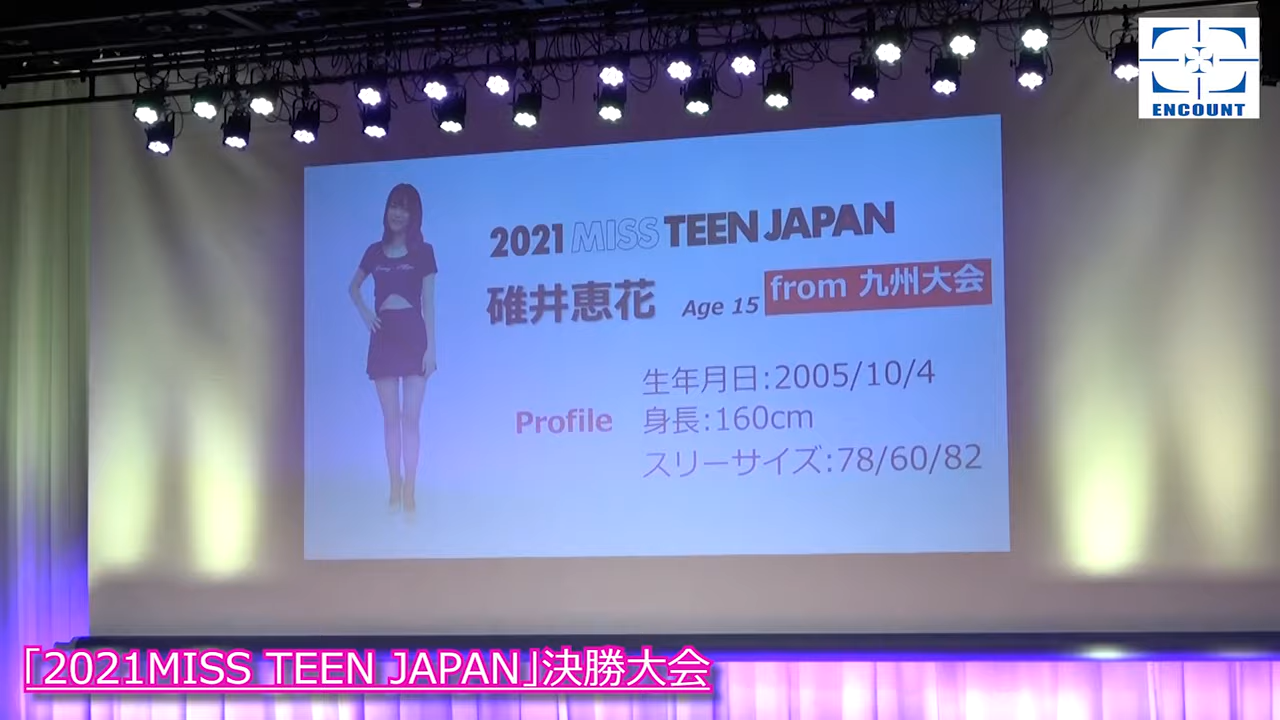 ENCOUNT
2021 MISS TEEN JAPAN
碓井恵花 Age 15 from 九州大会
Profile
生年月日:2005/10/4
身長:160cm
スリーサイズ:78/60/82
「2021MISS TEEN JAPAN」決勝大会